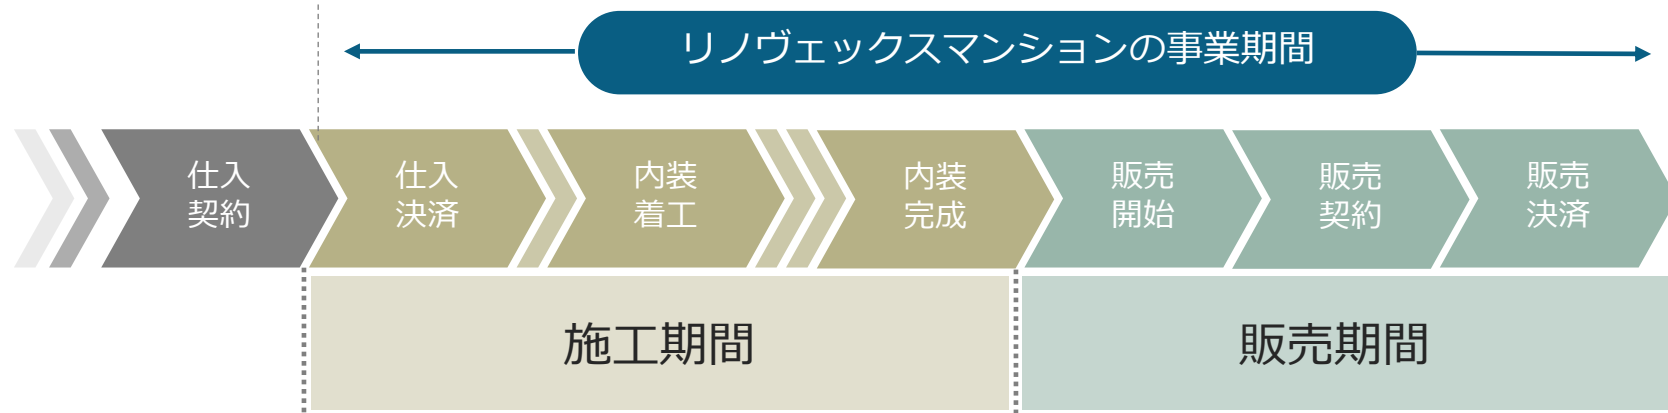 リノヴェックスマンションの事業期間
仕入
契約
仕入
決済
内装
着工
内装
完成
販売
開始
販売
契約
販売
決済
施工期間
販売期間